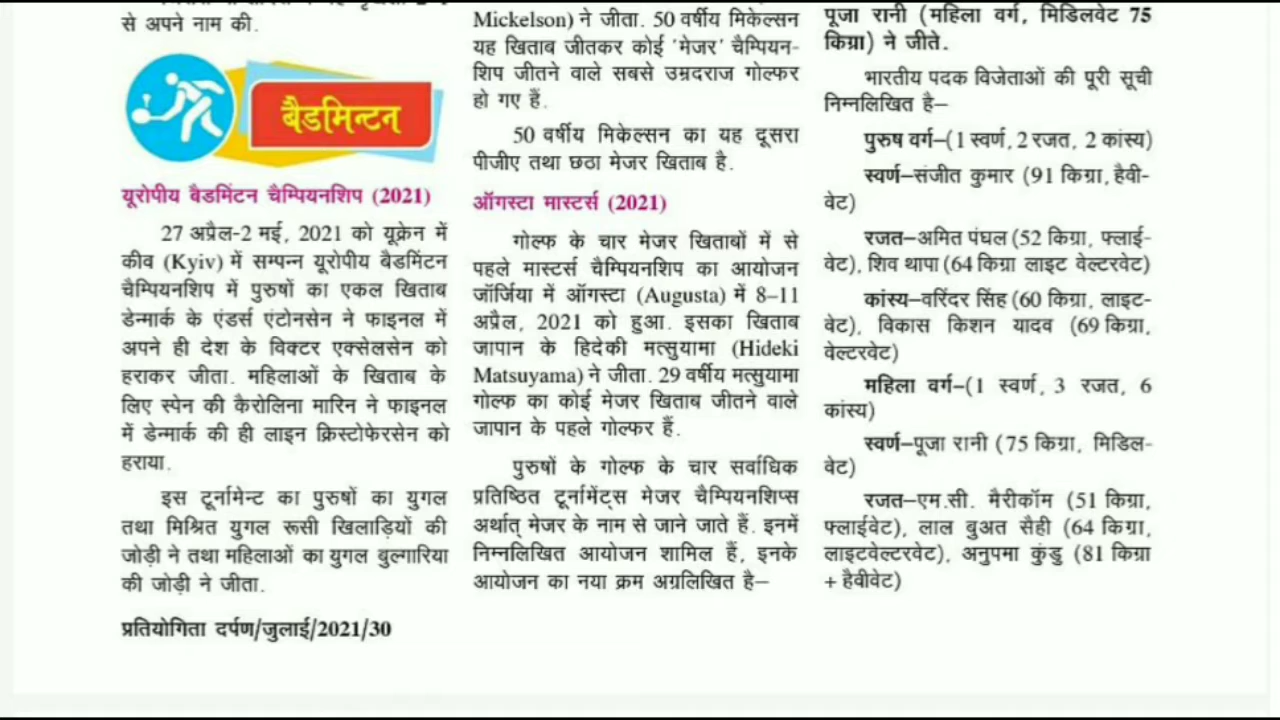 से अपने नाम की.
बैडमिन्टन
यूरोपीय बैडमिंटन चैम्पियनशिप (2021)
27 अप्रैल-2 मई, 2021 को यूक्रेन में
कीव (Kyiv) में सम्पन्न यूरोपीय बैडमिंटन
चैम्पियनशिप में पुरुषों का एकल खिताब
डेन्मार्क के एंडर्स एंटोनसेन ने फाइनल में
अपने ही देश के विक्टर एक्सेलसेन को
हराकर जीता. महिलाओं के खिताब के
लिए स्पेन की कैरोलिना मारिन ने फाइनल
में डेन्मार्क की ही लाइन क्रिस्टोफेरसेन को
हराया.
इस टूर्नामेन्ट का पुरुषों का युगल
तथा मिश्रित युगल रूसी खिलाड़ियों की
जोड़ी ने तथा महिलाओं का युगल बुल्गारिया
की जोड़ी ने जीता.
प्रतियोगिता दर्पण/जुलाई/2021/30
Mickelson) ने जीता. 50 वर्षीय मिकेल्सन
यह खिताब जीतकर कोई 'मेजर' चैम्पियन-
शिप जीतने वाले सबसे उम्रदराज गोल्फर
हो गए हैं.
50 वर्षीय मिकेल्सन का यह दूसरा
पीजीए तथा छठा मेजर खिताब है.
ऑगस्टा मास्टर्स (2021)
गोल्फ के चार मेजर खिताबों में से
पहले मास्टर्स चैम्पियनशिप का आयोजन
जॉर्जिया में ऑगस्टा (Augusta) में 8–11
अप्रैल, 2021 को हुआ. इसका खिताब
जापान के हिदेकी मत्सुयामा (Hideki
Matsuyama) ने जीता. 29 वर्षीय मत्सुयामा
गोल्फ का कोई मेजर खिताब जीतने वाले
जापान के पहले गोल्फर हैं.
पुरुषों के गोल्फ के चार सर्वाधिक
प्रतिष्ठित टूर्नामेंट्स मेजर चैम्पियनशिप्स
अर्थात् मेजर के नाम से जाने जाते हैं. इनमें
निम्नलिखित आयोजन शामिल हैं, इनके
आयोजन का नया क्रम अग्रलिखित है–
पूजा रानी (महिला वर्ग, मिडिलवेट 75
किग्रा) ने जीते.
भारतीय पदक विजेताओं की पूरी सूची
निम्नलिखित है–
पुरुष वर्ग–(1 स्वर्ण, 2 रजत, 2 कांस्य)
स्वर्ण–संजीत कुमार (91 किग्रा, हैवी-
वेट)
रजत–अमित पंघल (52 किग्रा, फ्लाई-
वेट), शिव थापा (64 किग्रा लाइट वेल्टरवेट)
कांस्य–वरिंदर सिंह (60 किग्रा, लाइट-
वेट), विकास किशन यादव (69 किग्रा,
वेल्टरवेट)
महिला वर्ग–(1 स्वर्ण, 3 रजत, 6
कांस्य)
स्वर्ण–पूजा रानी (75 किग्रा, मिडिल-
वेट)
रजत–एम.सी. मैरीकॉम (51 किग्रा,
फ्लाईवेट), लाल बुअत सैही (64 किग्रा,
लाइटवेल्टरवेट), अनुपमा कुंडु (81 किग्रा
+ हैवीवेट)